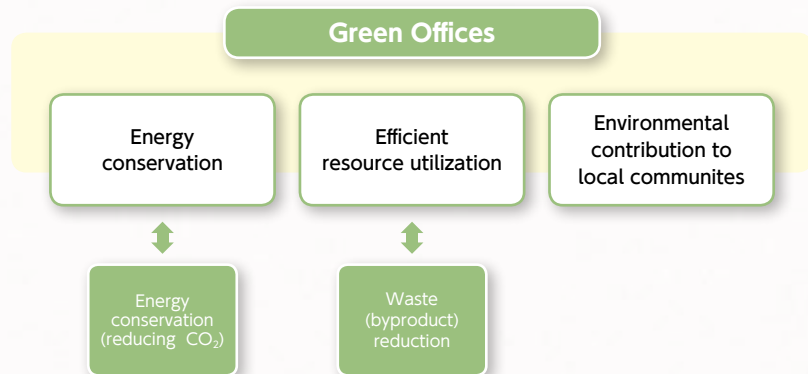 Green Offices
Energy
conservation
Efficient
resource utilization
Environmental
contribution to
local communites
Energy
conservation
(reducing CO₂)
Waste
(byproduct)
reduction